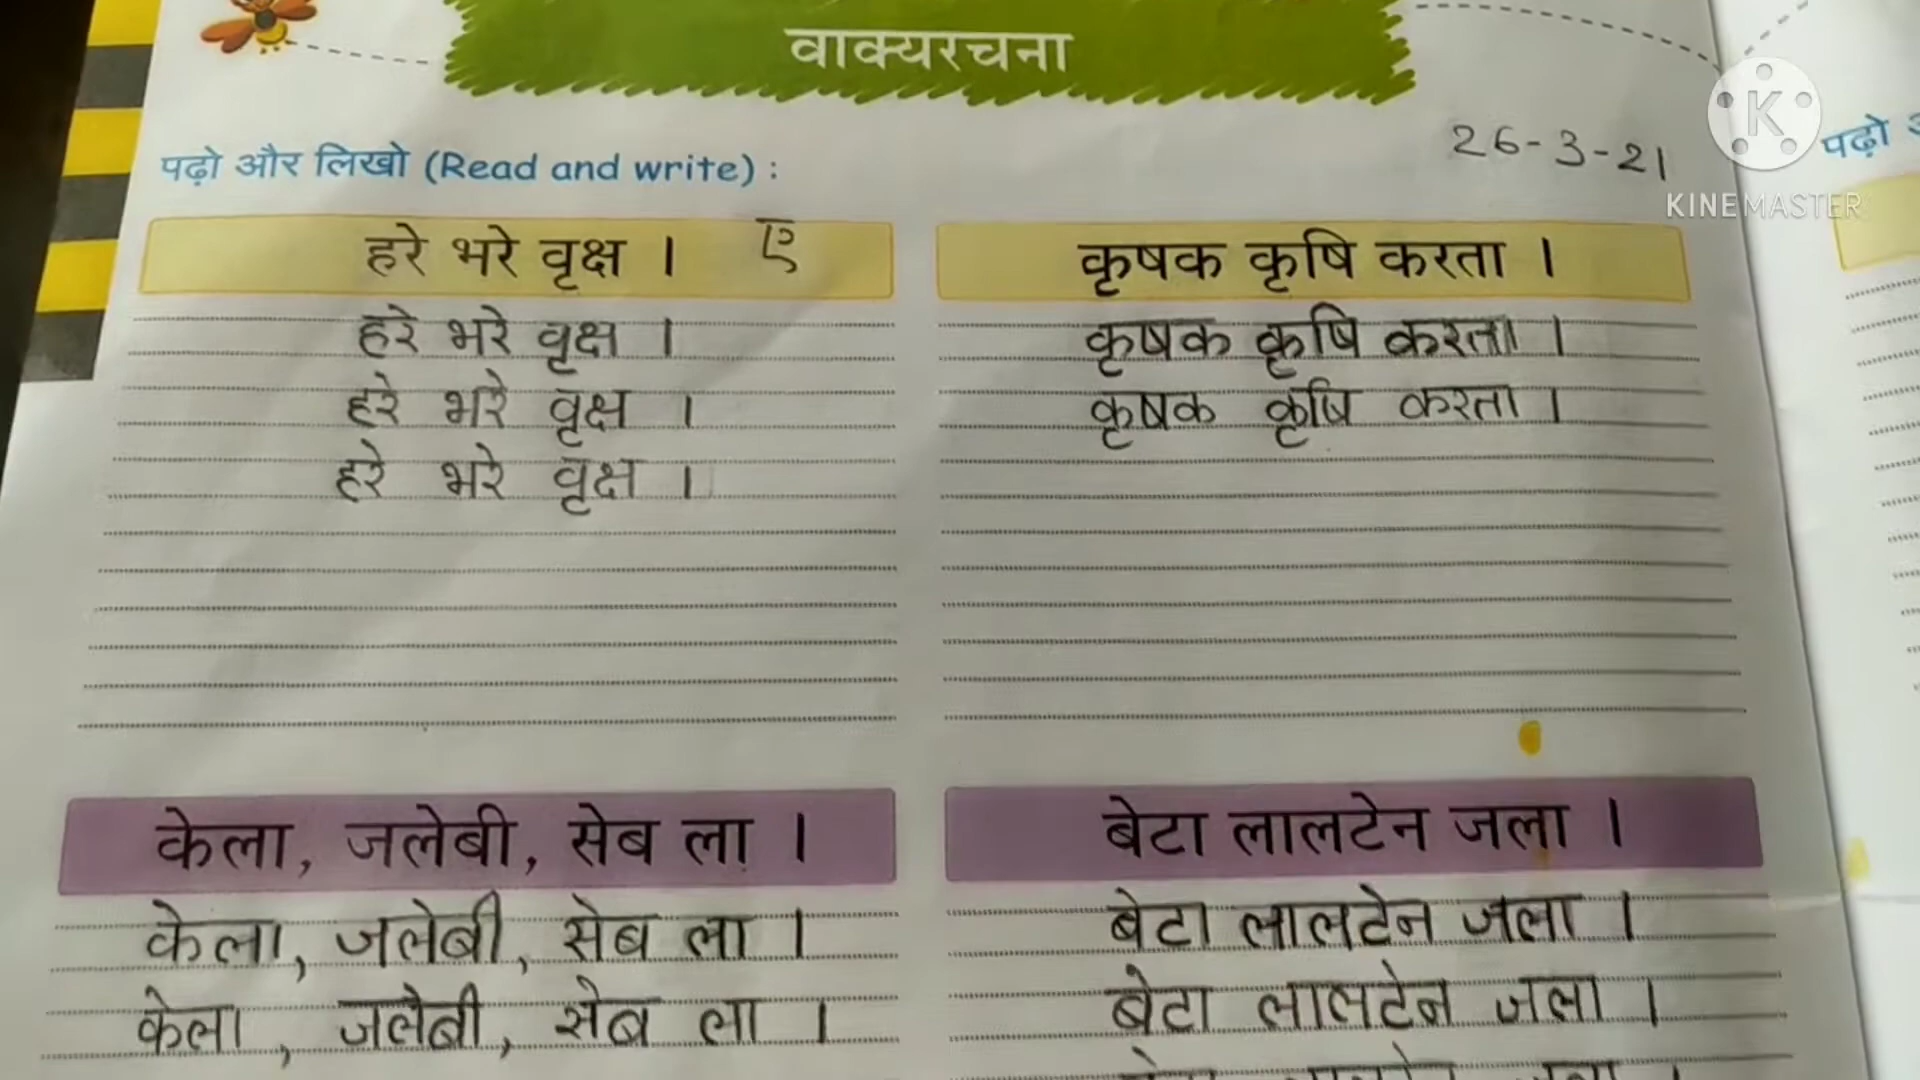 वाक्यरचना
26-3-21
KINEMASTER
पढ़ो और लिखो (Read and write) :
पढ़ो
हरे भरे वृक्ष । ए
हरे भरे वृक्ष ।
हरे भरे वृक्ष ।
हरे भरे वृक्ष ।
कृषक कृषि करता ।
कृषक कृषि करता ।
कृषक कृषि करता ।
केला, जलेबी, सेब ला ।
केला, जलेबी, सेब ला ।
केला, जलेबी, सेब ला ।
बेटा लालटेन जला ।
बेटा लालटेन जला ।
बेटा लालटेन जला ।